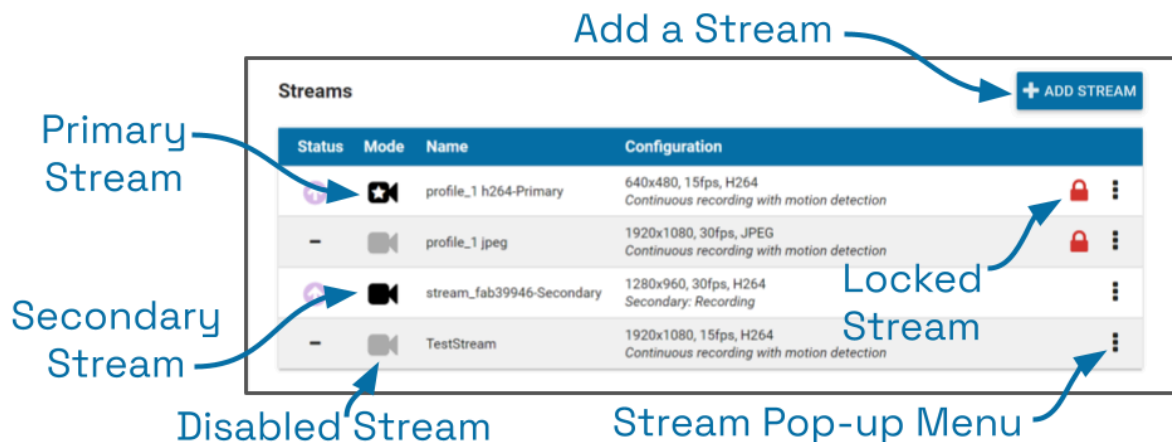 Add a Stream
Streams
+ ADD STREAM
Primary
Stream
Status Mode Name Configuration
profile_1 h264-Primary
640x480, 15fps, H264
Continuous recording with motion detection
profile_1 jpeg
1920x1080, 30fps, JPEG
Continuous recording with motion detection
Locked
Stream
stream_fab39946-Secondary
1280x960, 30fps, H264
Secondary: Recording
Secondary
Stream
TestStream
1920x1080, 15fps, H264
Continuous recording with motion detection
Disabled Stream
Stream Pop-up Menu